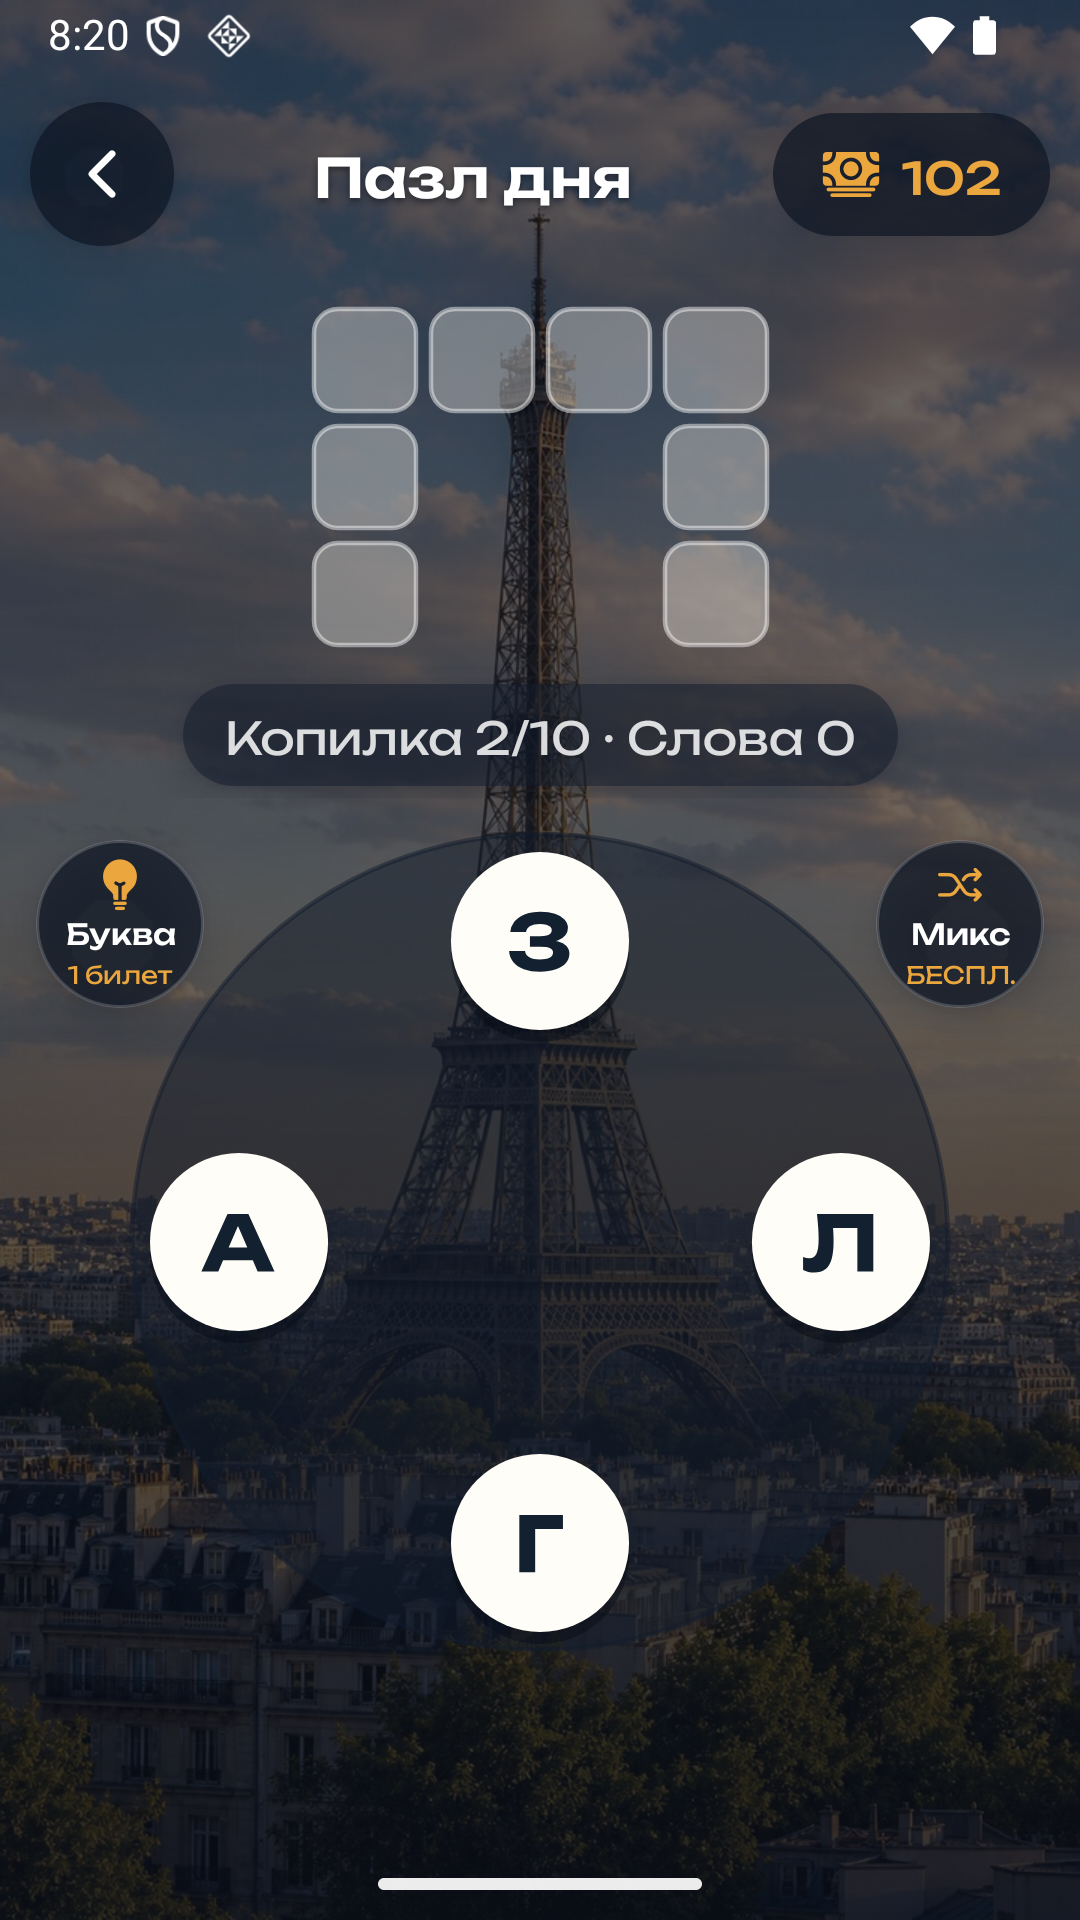 8:20
Пазл дня
102
Копилка 2/10 · Слова 0
Буква
1 билет
Микс
БЕСПЛ.
З
А
Л
Г